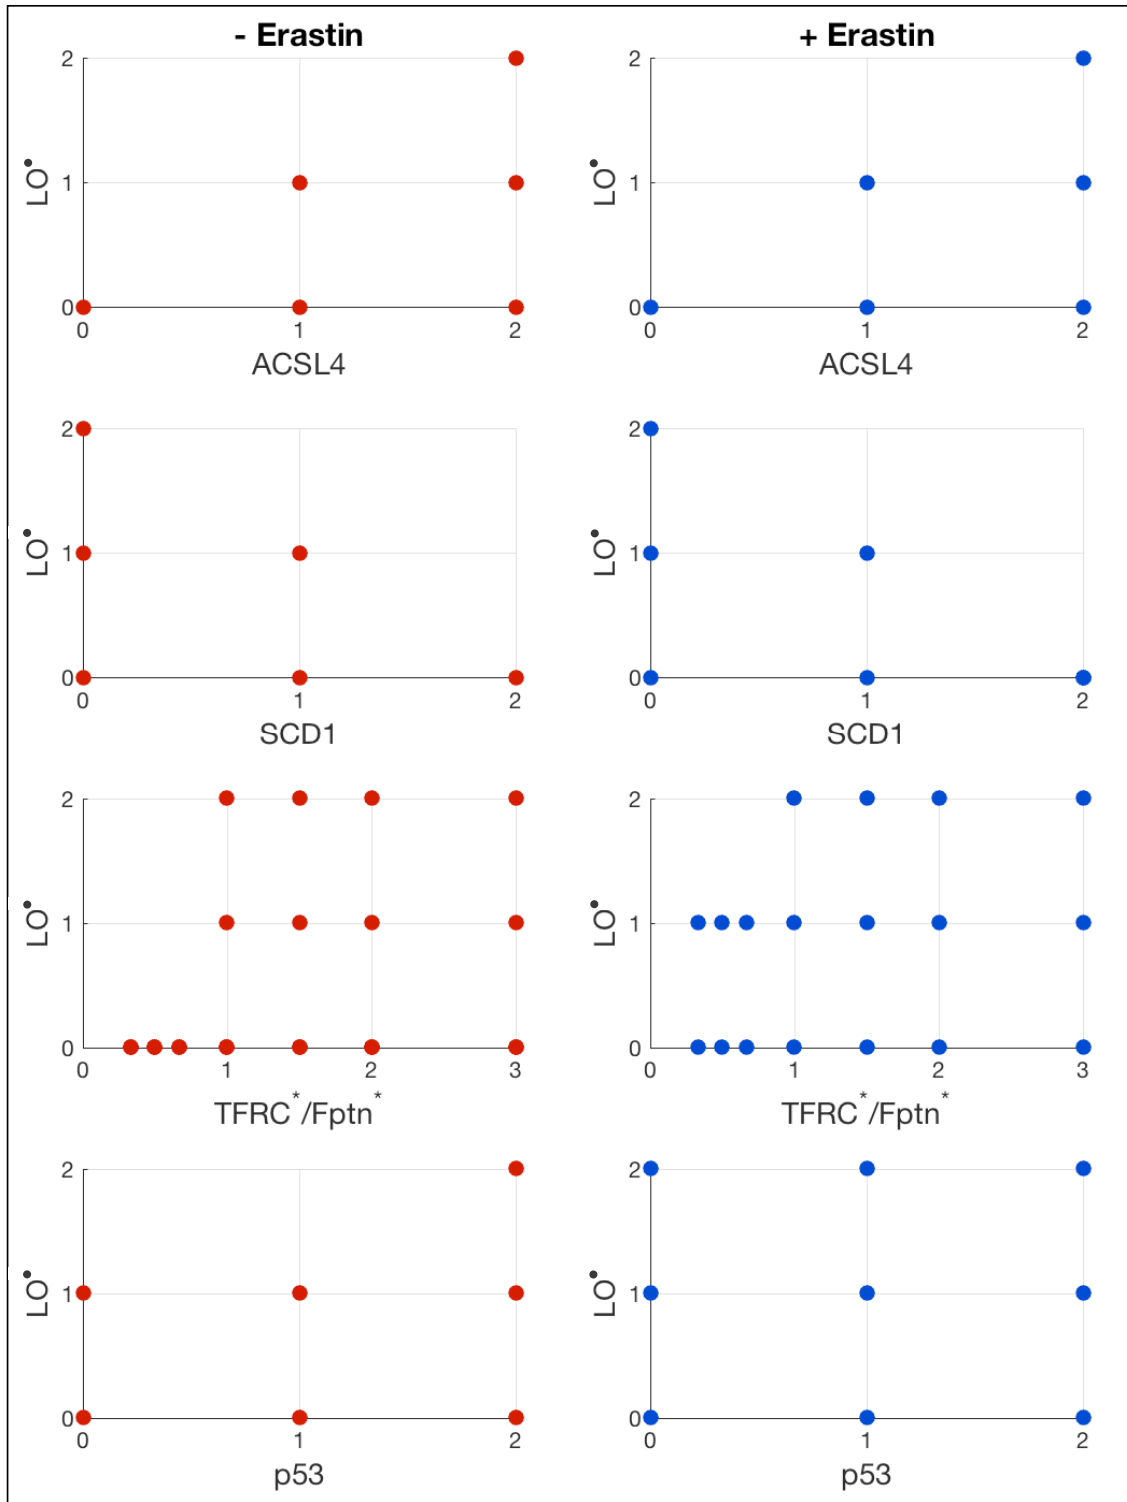 - Erastin + Erastin
2 2
LO• 1 LO• 1
0 0
0 1 2 0 1 2
ACSL4 ACSL4
2 2
LO• 1 LO• 1
0 0
0 1 2 0 1 2
SCD1 SCD1
2 2
LO• 1 LO• 1
0 0
0 1 2 3 0 1 2 3
TFRC*/Fptn* TFRC*/Fptn*
2 2
LO• 1 LO• 1
0 0
0 1 2 0 1 2
p53 p53